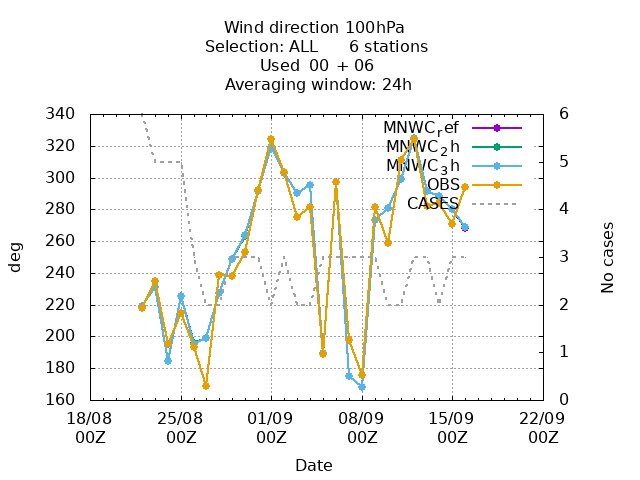 Wind direction 100hPa
Selection: ALL 6 stations
Used 00 + 06
Averaging window: 24h
340
320
300
280
260
240
220
200
180
160
6
5
4
3
2
1
0
deg
No cases
MNWC_ref
MNWC_2h
MNWC_3h
OBS
CASES
18/08 25/08 01/09 08/09 15/09 22/09
00Z 00Z 00Z 00Z 00Z 00Z
Date